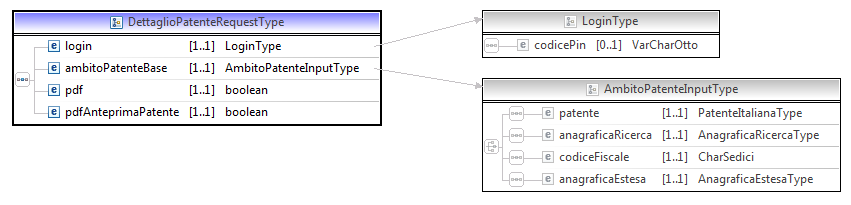 DettaglioPatenteRequestType
login [1..1] LoginType
ambitoPatenteBase [1..1] AmbitoPatenteInputType
pdf [1..1] boolean
pdfAnteprimaPatente [1..1] boolean
LoginType
codicePin [0..1] VarCharOtto
AmbitoPatenteInputType
patente [1..1] PatenteItalianaType
anagraficaRicerca [1..1] AnagraficaRicercaType
codiceFiscale [1..1] CharSedici
anagraficaEstesa [1..1] AnagraficaEstesaType